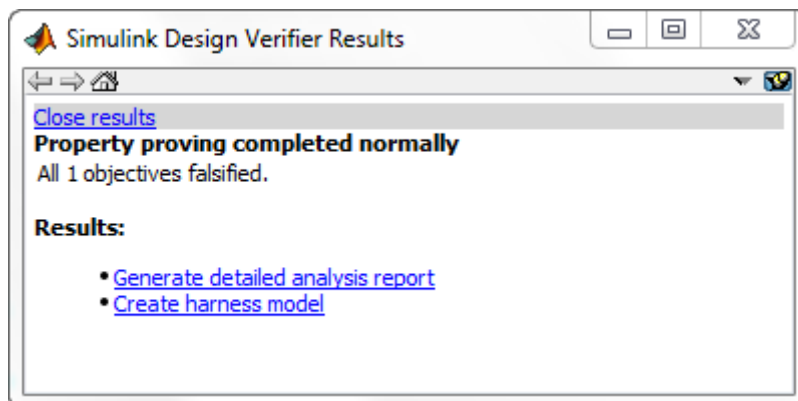 Simulink Design Verifier Results
Close results
Property proving completed normally
All 1 objectives falsified.
Results:
Generate detailed analysis report
Create harness model